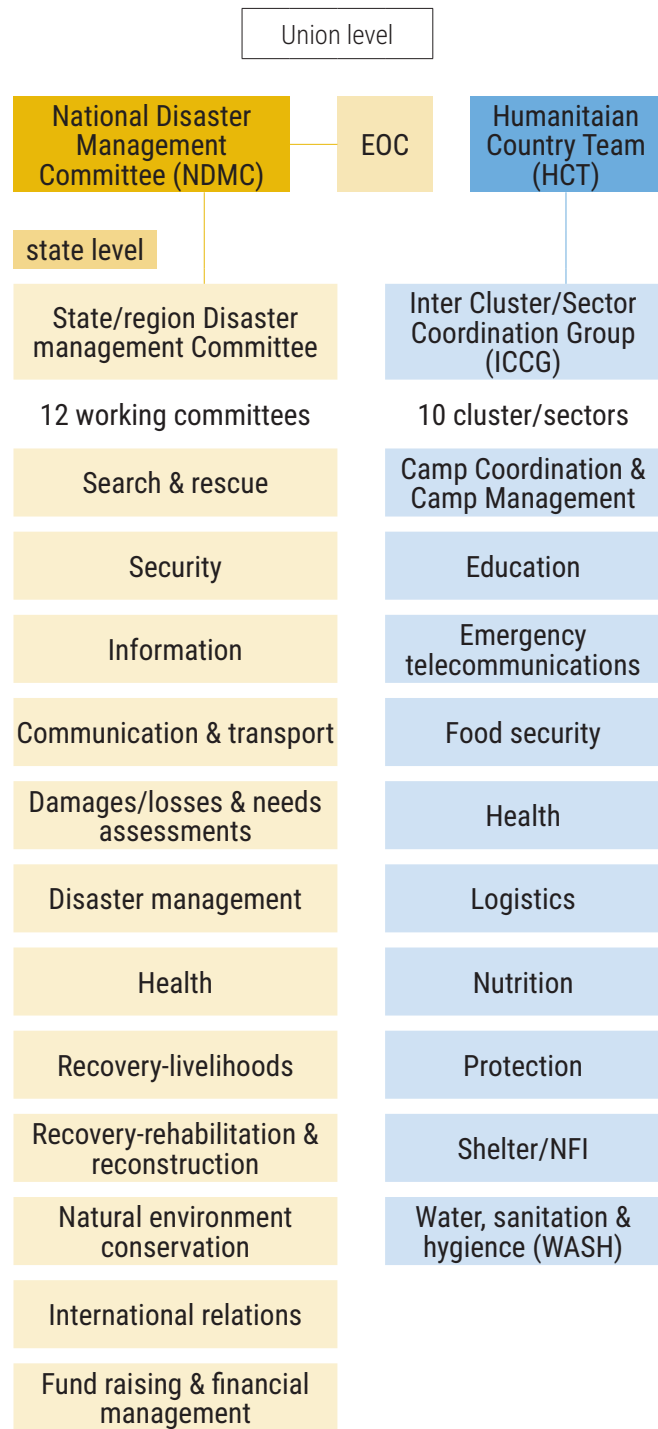 Union level
National Disaster
Management
Committee (NDMC)
EOC
Humanitaian
Country Team
(HCT)
state level
State/region Disaster
management Committee
Inter Cluster/Sector
Coordination Group
(ICCG)
12 working committees
Search & rescue
Security
Information
Communication & transport
Damages/losses & needs
assessments
Disaster management
Health
Recovery-livelihoods
Recovery-rehabilitation &
reconstruction
Natural environment
conservation
International relations
Fund raising & financial
management
10 cluster/sectors
Camp Coordination &
Camp Management
Education
Emergency
telecommunications
Food security
Health
Logistics
Nutrition
Protection
Shelter/NFI
Water, sanitation &
hygience (WASH)